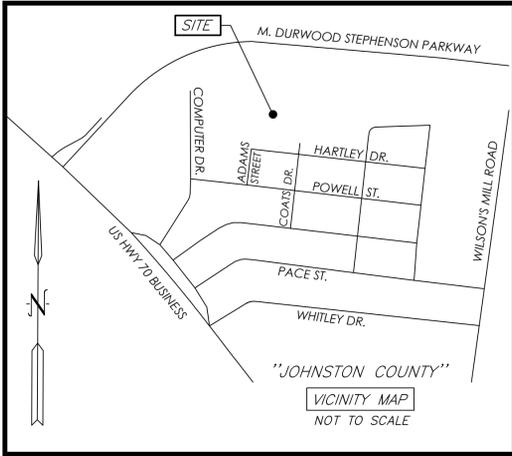 SITE
M. DURWOOD STEPHENSON PARKWAY
COMPUTER DR.
ADAMS
STREET
HARTLEY DR.
COATS DR.
POWELL ST.
WILSON'S MILL ROAD
US HWY 70 BUSINESS
PACE ST.
WHITLEY DR.
N
"JOHNSTON COUNTY"
VICINITY MAP
NOT TO SCALE